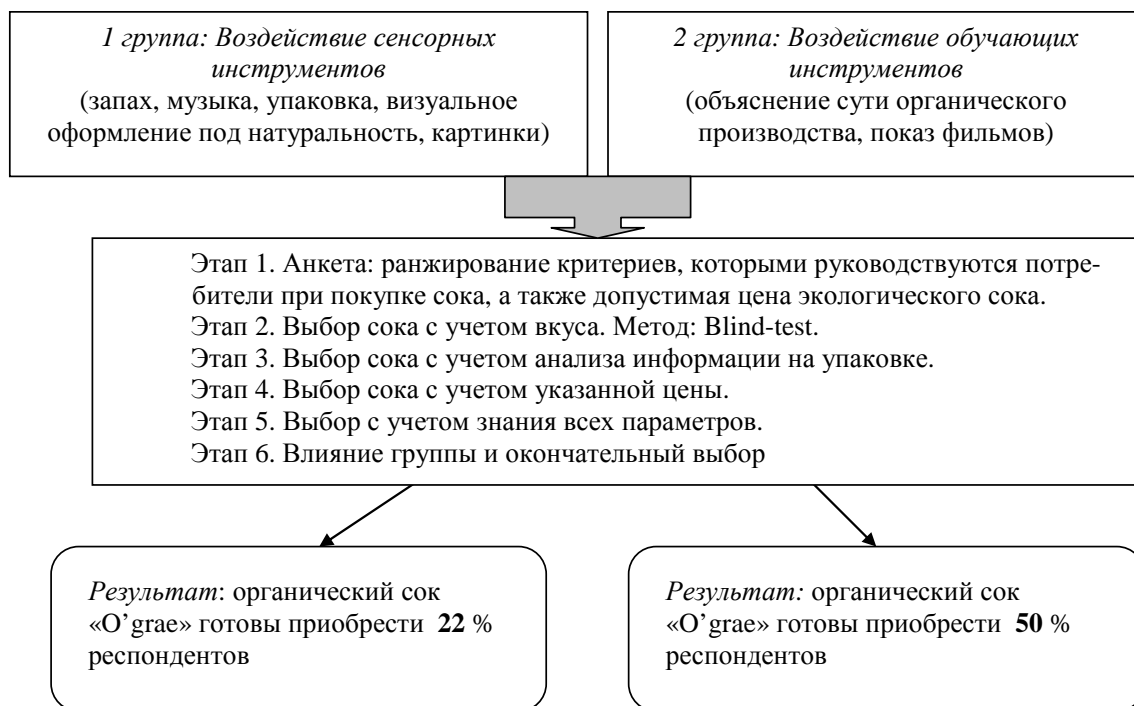 1 группа: Воздействие сенсорных
инструментов
(запах, музыка, упаковка, визуальное
оформление под натуральность, картинки)
2 группа: Воздействие обучающих
инструментов
(объяснение сути органического
производства, показ фильмов)
Этап 1. Анкета: ранжирование критериев, которыми руководствуются потре-
бители при покупке сока, а также допустимая цена экологического сока.
Этап 2. Выбор сока с учетом вкуса. Метод: Blind-test.
Этап 3. Выбор сока с учетом анализа информации на упаковке.
Этап 4. Выбор сока с учетом указанной цены.
Этап 5. Выбор с учетом знания всех параметров.
Этап 6. Влияние группы и окончательный выбор
Результат: органический сок
«O’grae» готовы приобрести 22 %
респондентов
Результат: органический сок
«O’grae» готовы приобрести 50 %
респондентов